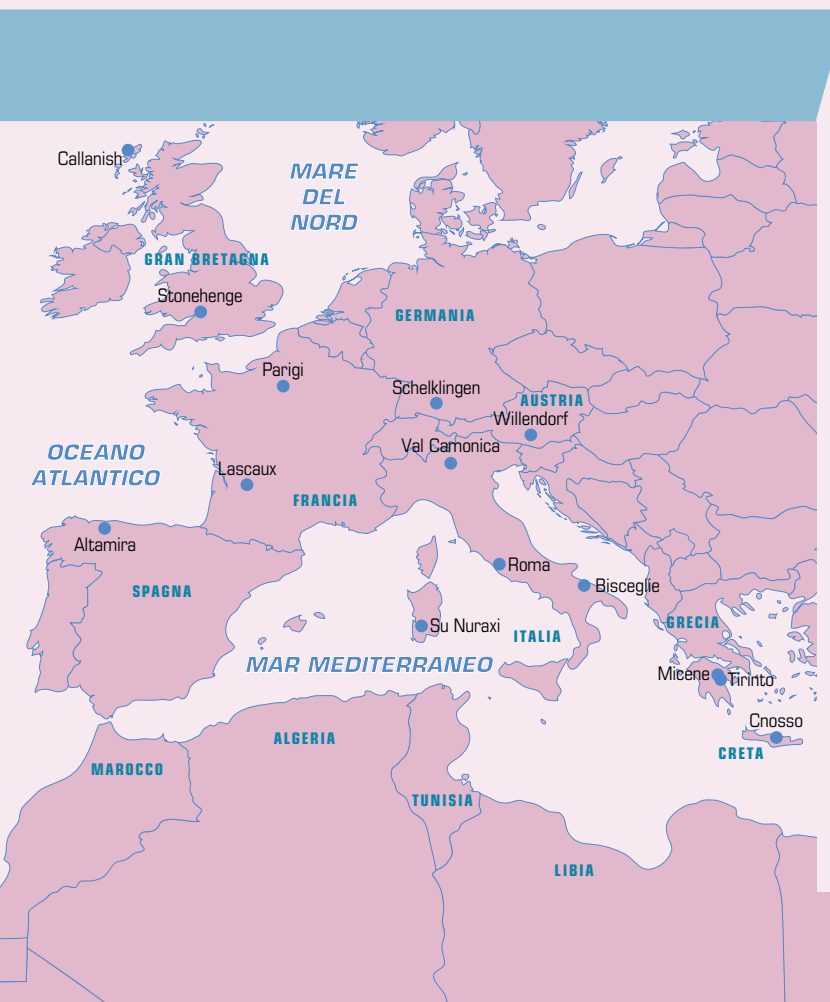 Callanish
MARE
DEL
NORD
GRAN BRETAGNA
Stonehenge
GERMANIA
Parigi
Schelklingen
AUSTRIA
Willendorf
Val Camonica
OCEANO
ATLANTICO
Lascaux
FRANCIA
Altamira
Roma
SPAGNA
Bisceglie
Su Nuraxi
ITALIA
GRECIA
MAR MEDITERRANEO
Micene
Tirinto
Cnosso
CRETA
ALGERIA
MAROCCO
TUNISIA
LIBIA